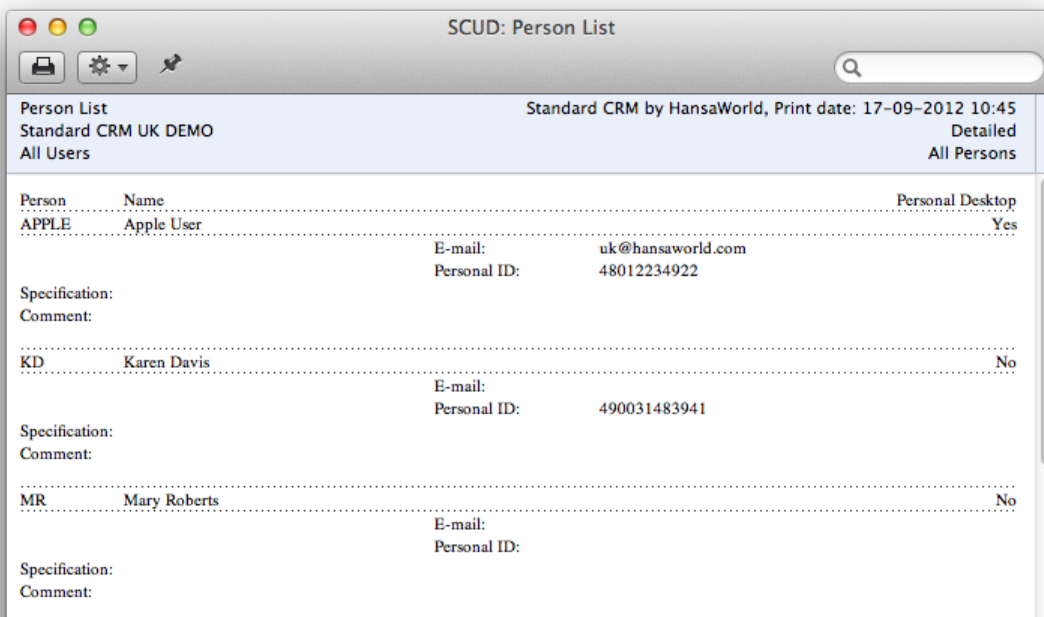 SCUD: Person List
Person List Standard CRM by HansaWorld, Print date: 17-09-2012 10:45
Standard CRM UK DEMO Detailed
All Users All Persons
Person Name Personal Desktop
APPLE Apple User Yes
E-mail: uk@hansaworld.com
Personal ID: 48012234922
Specification:
Comment:
KD Karen Davis No
E-mail:
Personal ID: 490031483941
Specification:
Comment:
MR Mary Roberts No
E-mail:
Personal ID:
Specification:
Comment: